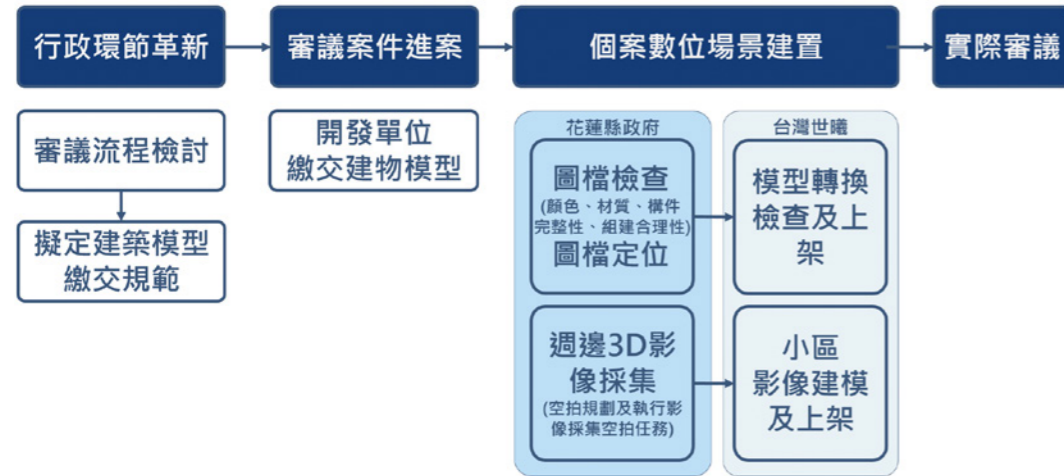 行政環節革新
審議案件進案
個案數位場景建置
實際審議
審議流程檢討
擬定建築模型
繳交規範
開發單位
繳交建物模型
花蓮縣政府
圖檔檢查
(顏色、材質、構件
完整性、組建合理性)
圖檔定位
週邊3D影
像採集
(空拍規劃及執行影
像採集空拍任務)
台灣世曦
模型轉換
檢查及上
架
小區
影像建模
及上架